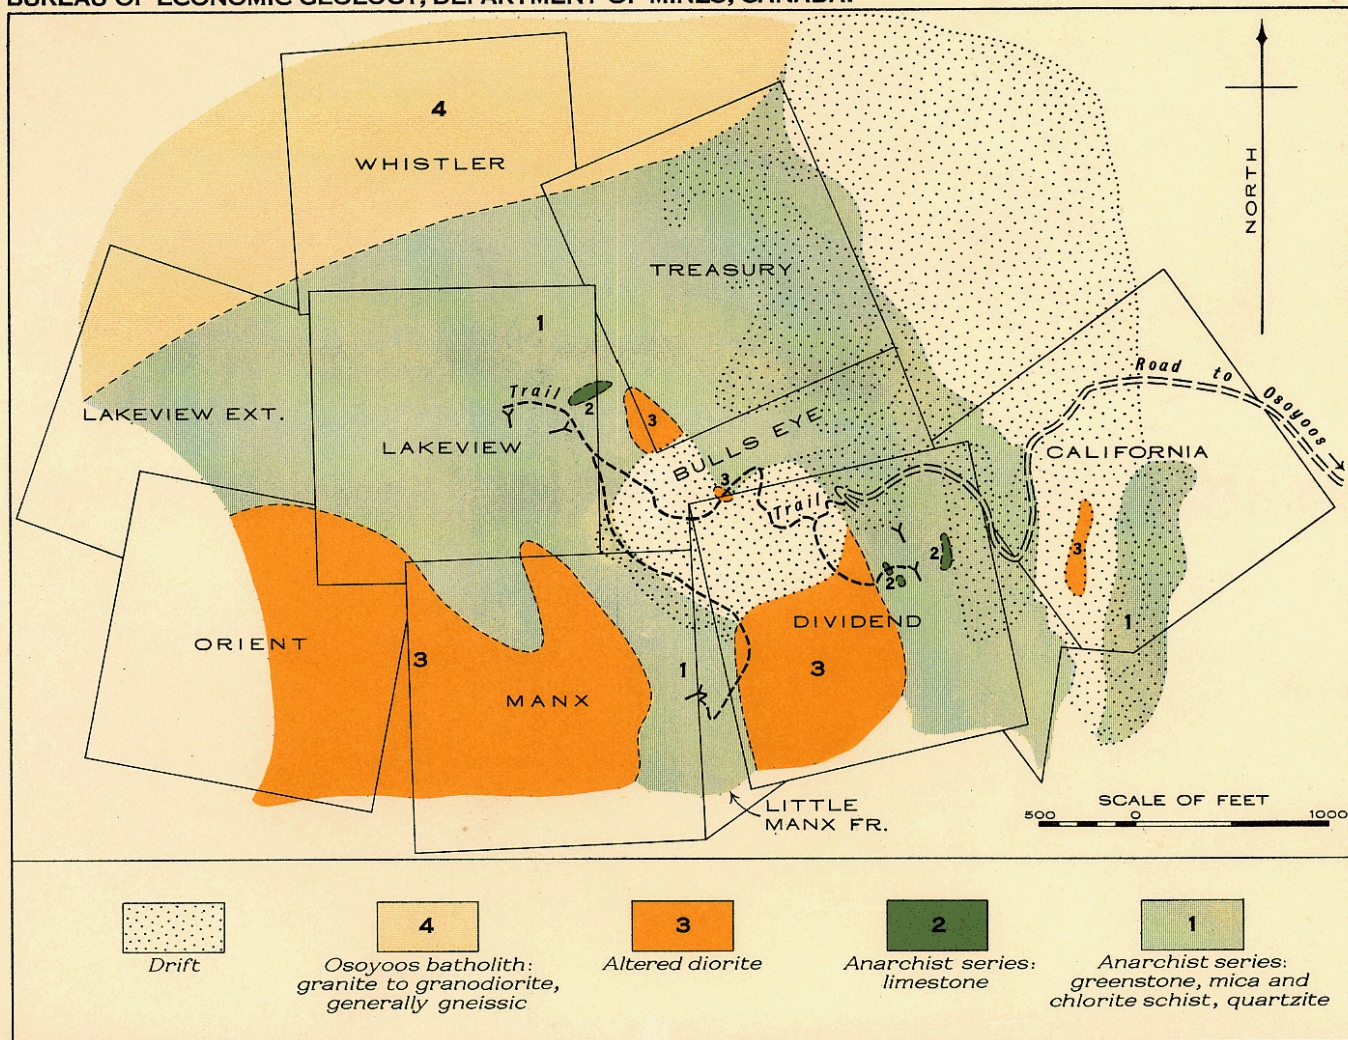 BUREAU OF ECONOMIC GEOLOGY, DEPARTMENT OF MINES, CANADA.
4
WHISTLER
NORTH
TREASURY
1
Road to Osoyoos
Trail
2
3
LAKEVIEW EXT.
LAKEVIEW
BULLS EYE
CALIFORNIA
3
Trail
2
3
2
DIVIDEND
1
ORIENT
3
1
3
MANX
LITTLE
MANX FR.
SCALE OF FEET
500 0 1000
4
3
2
1
Drift
Osoyoos batholith:
granite to granodiorite,
generally gneissic
Altered diorite
Anarchist series:
limestone
Anarchist series:
greenstone, mica and
chlorite schist, quartzite